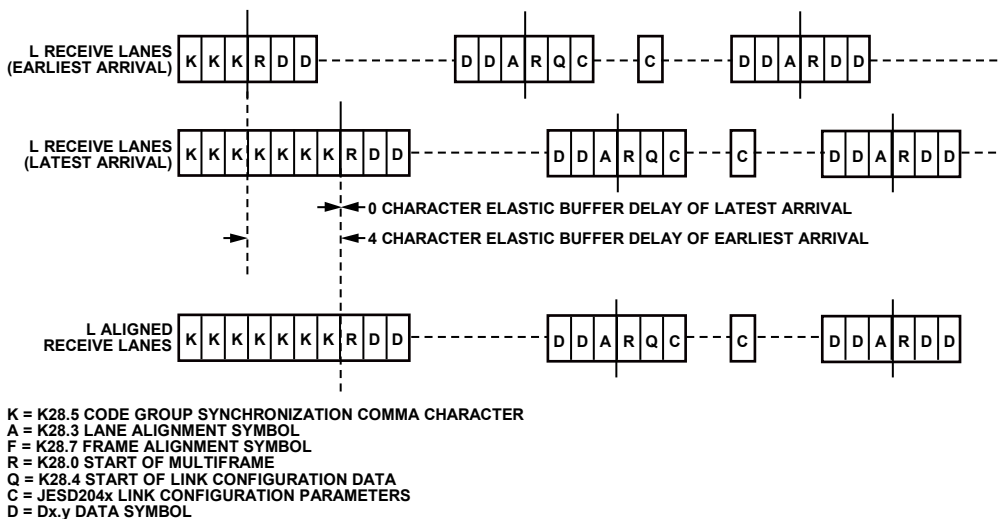 L RECEIVE LANES
(EARLIEST ARRIVAL)
K K K R D D
D D A R Q C
C
D D A R D D
L RECEIVE LANES
(LATEST ARRIVAL)
K K K K K K K R D D
D D A R Q C
C
D D A R D D
0 CHARACTER ELASTIC BUFFER DELAY OF LATEST ARRIVAL
4 CHARACTER ELASTIC BUFFER DELAY OF EARLIEST ARRIVAL
L ALIGNED
RECEIVE LANES
K K K K K K K R D D
D D A R Q C
C
D D A R D D
K = K28.5 CODE GROUP SYNCHRONIZATION COMMA CHARACTER
A = K28.3 LANE ALIGNMENT SYMBOL
F = K28.7 FRAME ALIGNMENT SYMBOL
R = K28.0 START OF MULTIFRAME
Q = K28.4 START OF LINK CONFIGURATION DATA
C = JESD204x LINK CONFIGURATION PARAMETERS
D = Dx.y DATA SYMBOL